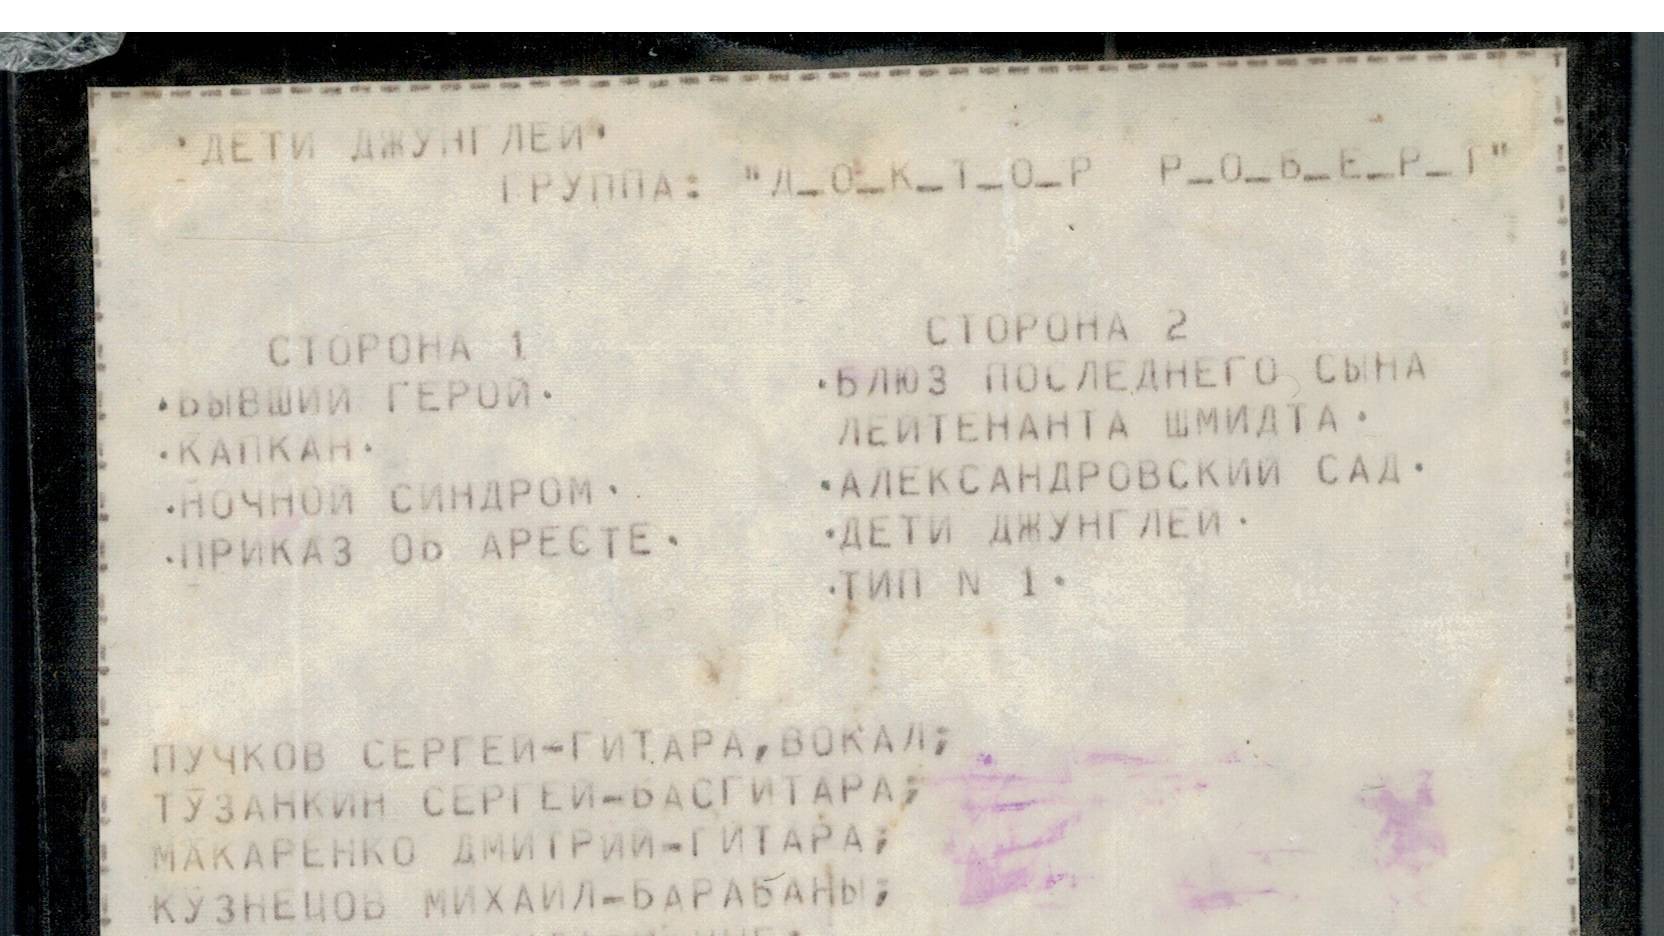 "ДЕТИ ДЖУНГЛЕЙ"
ГРУППА: "Д_О_К_Т_О_Р Р_О_Б_Е_Р_Т"
СТОРОНА 1
·БЫВШИЙ ГЕРОЙ·
·КАПКАН·
·НОЧНОЙ СИНДРОМ·
·ПРИКАЗ ОБ АРЕСТЕ·
СТОРОНА 2
·БЛЮЗ ПОСЛЕДНЕГО СЫНА
ЛЕЙТЕНАНТА ШМИДТА·
·АЛЕКСАНДРОВСКИЙ САД·
·ДЕТИ ДЖУНГЛЕЙ·
·ТИП N 1·
ПУЧКОВ СЕРГЕЙ-ГИТАРА,ВОКАЛ;
ТУЗАНКИН СЕРГЕЙ-БАСГИТАРА;
МАКАРЕНКО ДМИТРИЙ-ГИТАРА;
КУЗНЕЦОВ МИХАИЛ-БАРАБАНЫ;